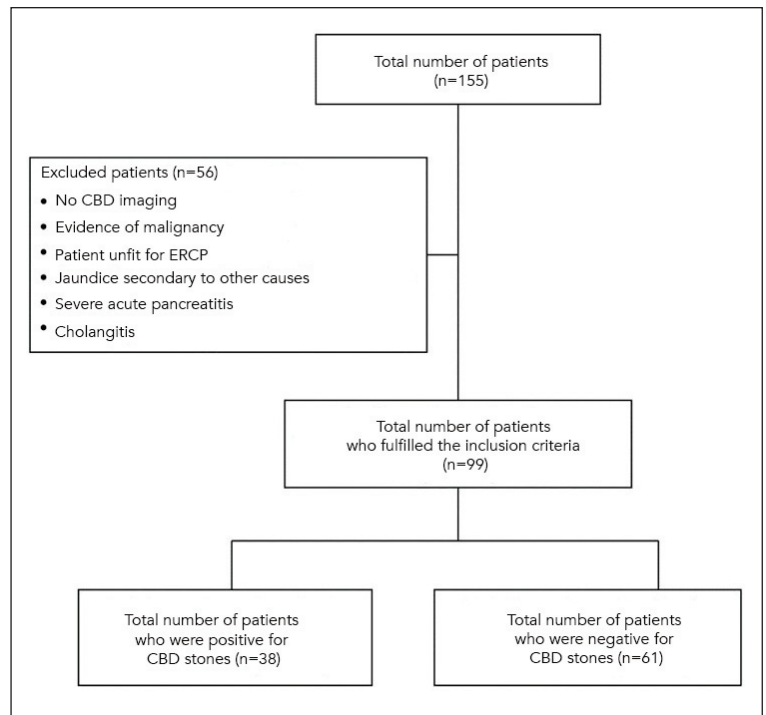 Total number of patients
(n=155)
Excluded patients (n=56)
• No CBD imaging
• Evidence of malignancy
• Patient unfit for ERCP
• Jaundice secondary to other causes
• Severe acute pancreatitis
• Cholangitis
Total number of patients
who fulfilled the inclusion criteria
(n=99)
Total number of patients
who were positive for
CBD stones (n=38)
Total number of patients
who were negative for
CBD stones (n=61)